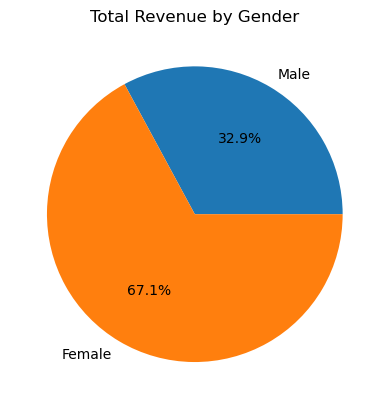 Total Revenue by Gender
Male
32.9%
67.1%
Female